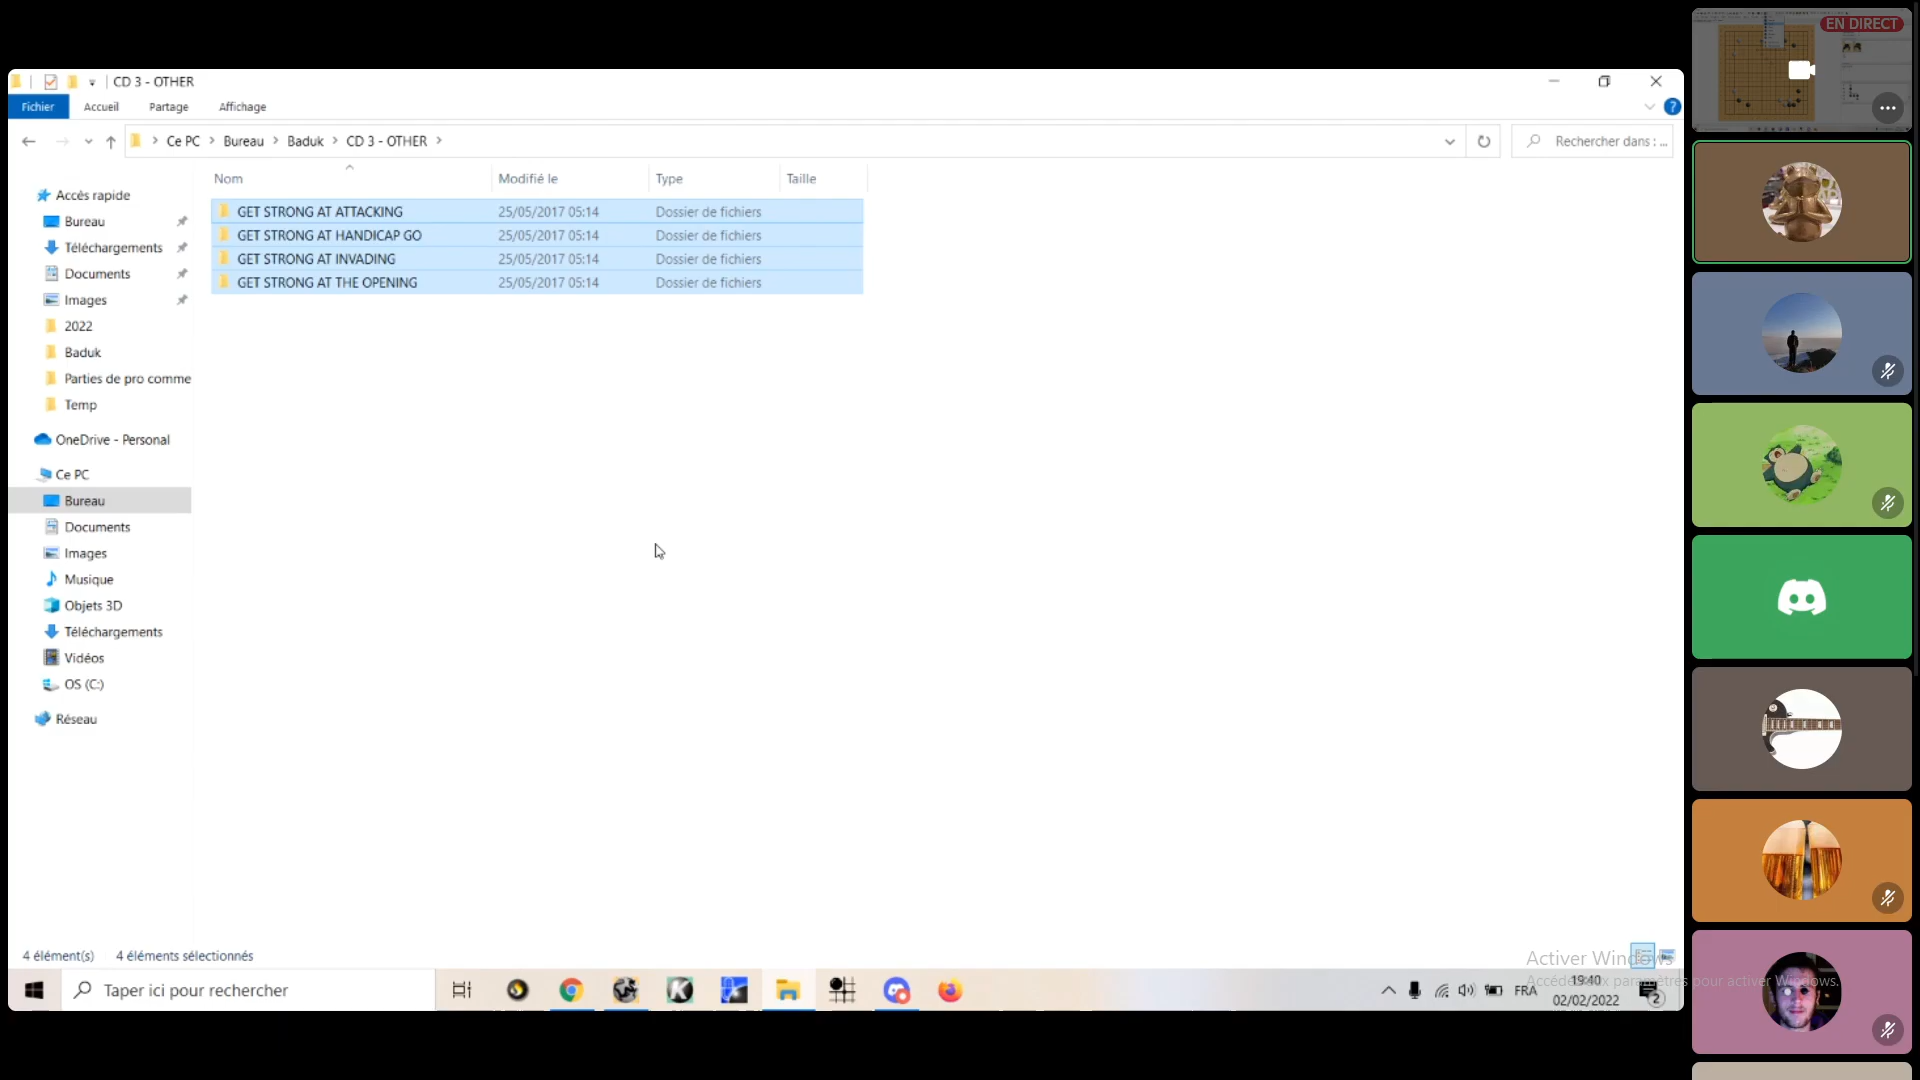 EN DIRECT
CD 3 - OTHER
Fichier
Accueil
Partage
Affichage
Ce PC
Bureau
Baduk
CD 3 - OTHER
Rechercher dans : ...
Nom
Modifié le
Type
Taille
Accès rapide
Bureau
Téléchargements
Documents
Images
2022
Baduk
Parties de pro comme
Temp
OneDrive - Personal
Ce PC
Bureau
Documents
Images
Musique
Objets 3D
Téléchargements
Vidéos
OS (C:)
Réseau
GET STRONG AT ATTACKING 25/05/2017 05:14 Dossier de fichiers
GET STRONG AT HANDICAP GO 25/05/2017 05:14 Dossier de fichiers
GET STRONG AT INVADING 25/05/2017 05:14 Dossier de fichiers
GET STRONG AT THE OPENING 25/05/2017 05:14 Dossier de fichiers
4 élément(s) 4 éléments sélectionnés
Activer Windows
pour activer Windows.
Taper ici pour rechercher
FRA
19:40
02/02/2022
2